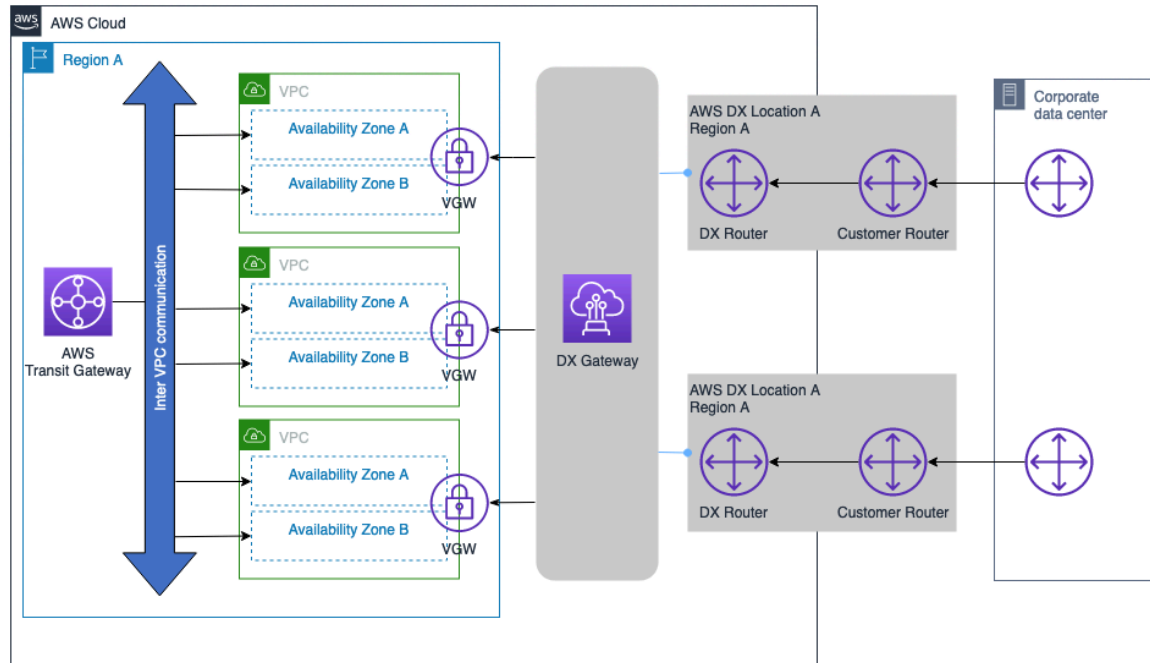 aws
AWS Cloud
Region A
VPC
Availability Zone A
Availability Zone B
VGW
AWS DX Location A
Region A
DX Router
Customer Router
Corporate
data center
AWS
Transit Gateway
Inter VPC communication
VPC
Availability Zone A
Availability Zone B
VGW
DX Gateway
VPC
Availability Zone A
Availability Zone B
VGW
AWS DX Location A
Region A
DX Router
Customer Router